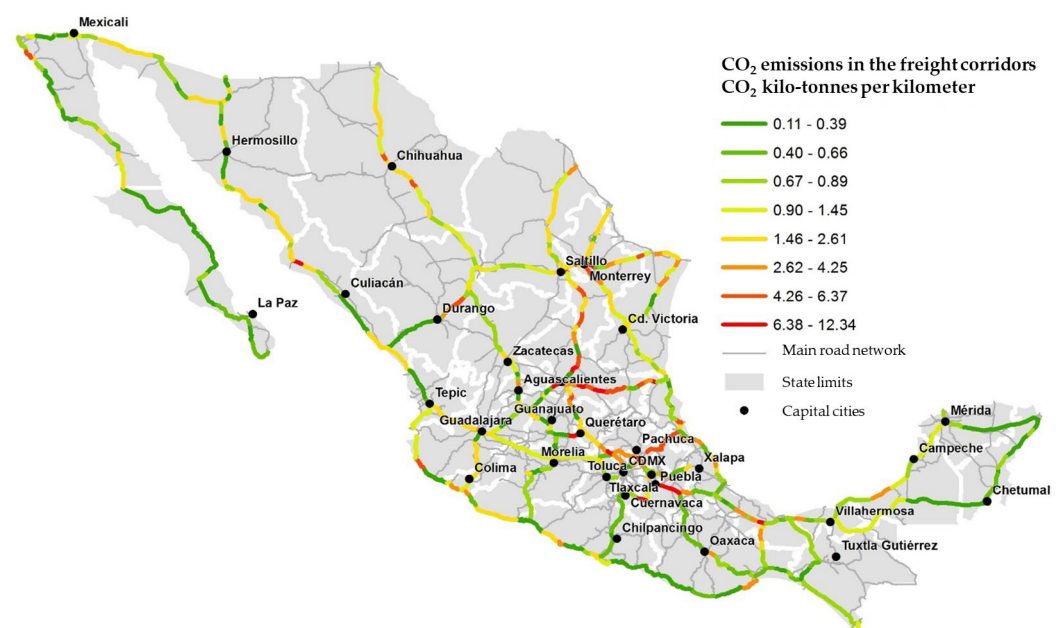 Mexicali
CO₂ emissions in the freight corridors
CO₂ kilo-tonnes per kilometer
0.11 - 0.39
0.40 - 0.66
0.67 - 0.89
0.90 - 1.45
1.46 - 2.61
2.62 - 4.25
4.26 - 6.37
6.38 - 12.34
Main road network
State limits
Capital cities
Hermosillo
Chihuahua
Saltillo
Monterrey
Culiacán
La Paz
Durango
Cd. Victoria
Zacatecas
Aguascalientes
Tepic
Guanajuato
Guadalajara
Querétaro
Mérida
Pachuca
Morelia
Toluca
CDMX
Xalapa
Campeche
Colima
Puebla
Tlaxcala
Chetumal
Cuernavaca
Villahermosa
Chilpancingo
Oaxaca
Tuxtla Gutiérrez